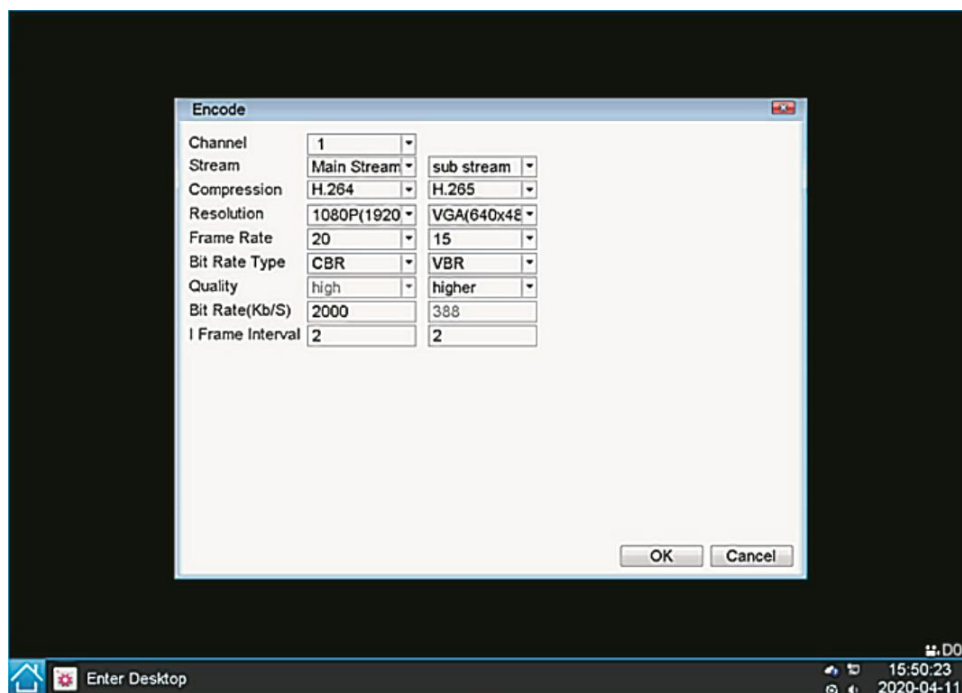 Encode
Channel 1
Stream Main Stream sub stream
Compression H.264 H.265
Resolution 1080P(1920 VGA(640x48
Frame Rate 20 15
Bit Rate Type CBR VBR
Quality high higher
Bit Rate(Kb/S) 2000 388
I Frame Interval 2 2
OK Cancel
D0
Enter Desktop
15:50:23
2020-04-11